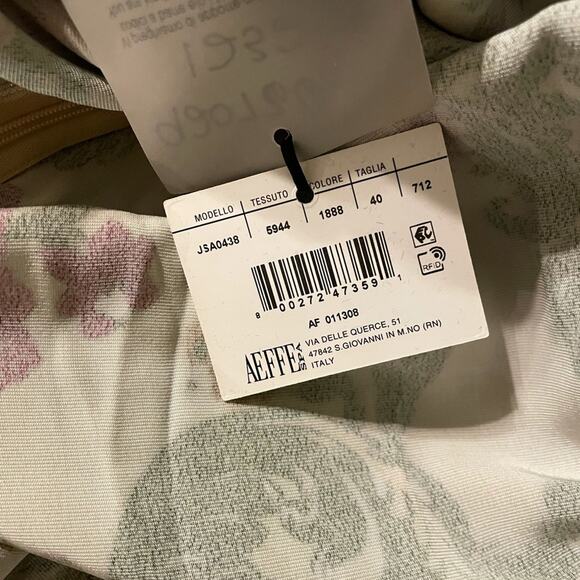 MODELLO | TESSUTO | COLORE | TAGLIA
JSA0438 5944 1888 40 712
RFiD
8 00272 47359 1
AF 011308
AEFFE SPA
VIA DELLE QUERCE, 51
47842 S.GIOVANNI IN M.NO (RN)
ITALY